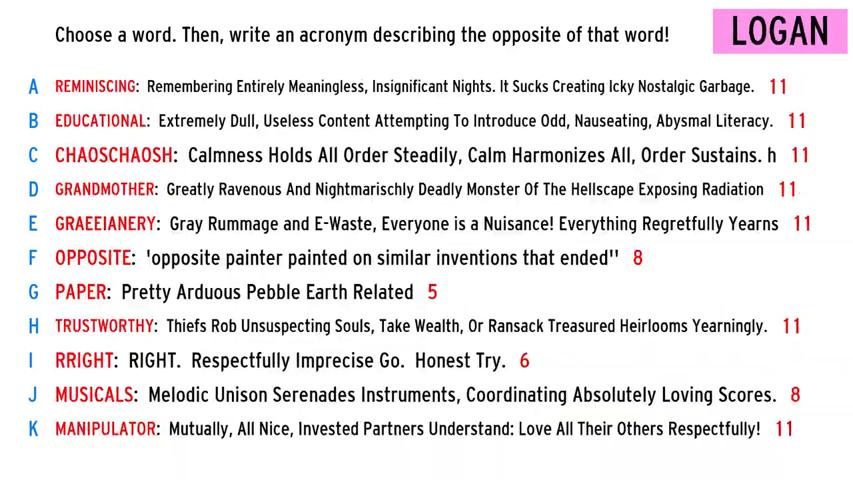 Choose a word. Then, write an acronym describing the opposite of that word!
LOGAN
A REMINISCING: Remembering Entirely Meaningless, Insignificant Nights. It Sucks Creating Icky Nostalgic Garbage. 11
B EDUCATIONAL: Extremely Dull, Useless Content Attempting To Introduce Odd, Nauseating, Abysmal Literacy. 11
C CHAOSCHAOSH: Calmness Holds All Order Steadily, Calm Harmonizes All, Order Sustains. h 11
D GRANDMOTHER: Greatly Ravenous And Nightmarischly Deadly Monster Of The Hellscape Exposing Radiation 11
E GRAEEIANERY: Gray Rummage and E-Waste, Everyone is a Nuisance! Everything Regretfully Yearns 11
F OPPOSITE: 'opposite painter painted on similar inventions that ended" 8
G PAPER: Pretty Arduous Pebble Earth Related 5
H TRUSTWORTHY: Thiefs Rob Unsuspecting Souls, Take Wealth, Or Ransack Treasured Heirlooms Yearningly. 11
I RRIGHT: RIGHT. Respectfully Imprecise Go. Honest Try. 6
J MUSICALS: Melodic Unison Serenades Instruments, Coordinating Absolutely Loving Scores. 8
K MANIPULATOR: Mutually, All Nice, Invested Partners Understand: Love All Their Others Respectfully! 11